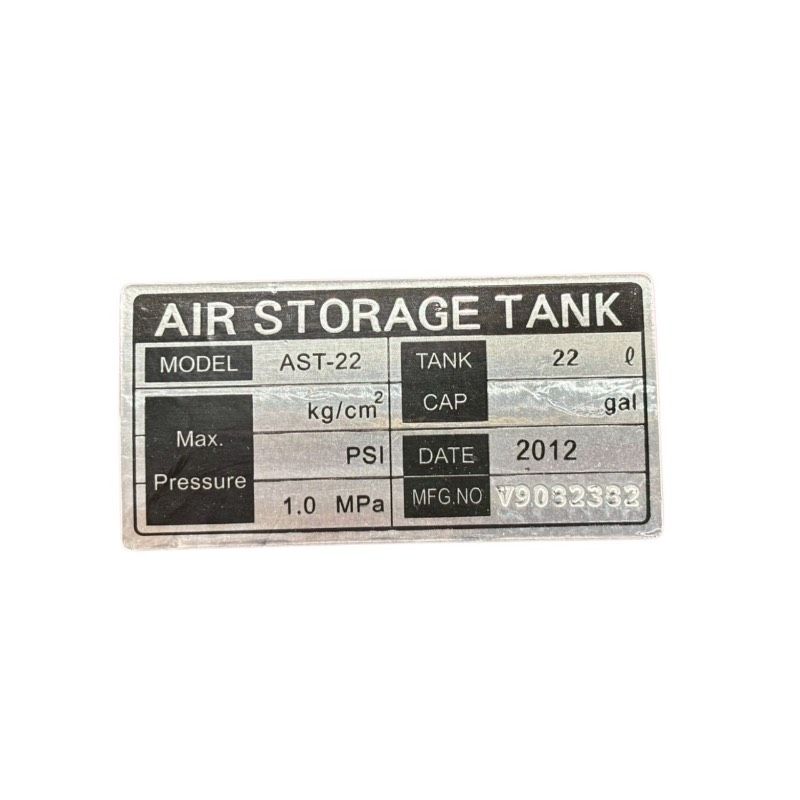 AIR STORAGE TANK
MODEL AST-22
TANK CAP 22 ℓ
gal
Max. Pressure kg/cm²
PSI
1.0 MPa
DATE 2012
MFG.NO V9082382